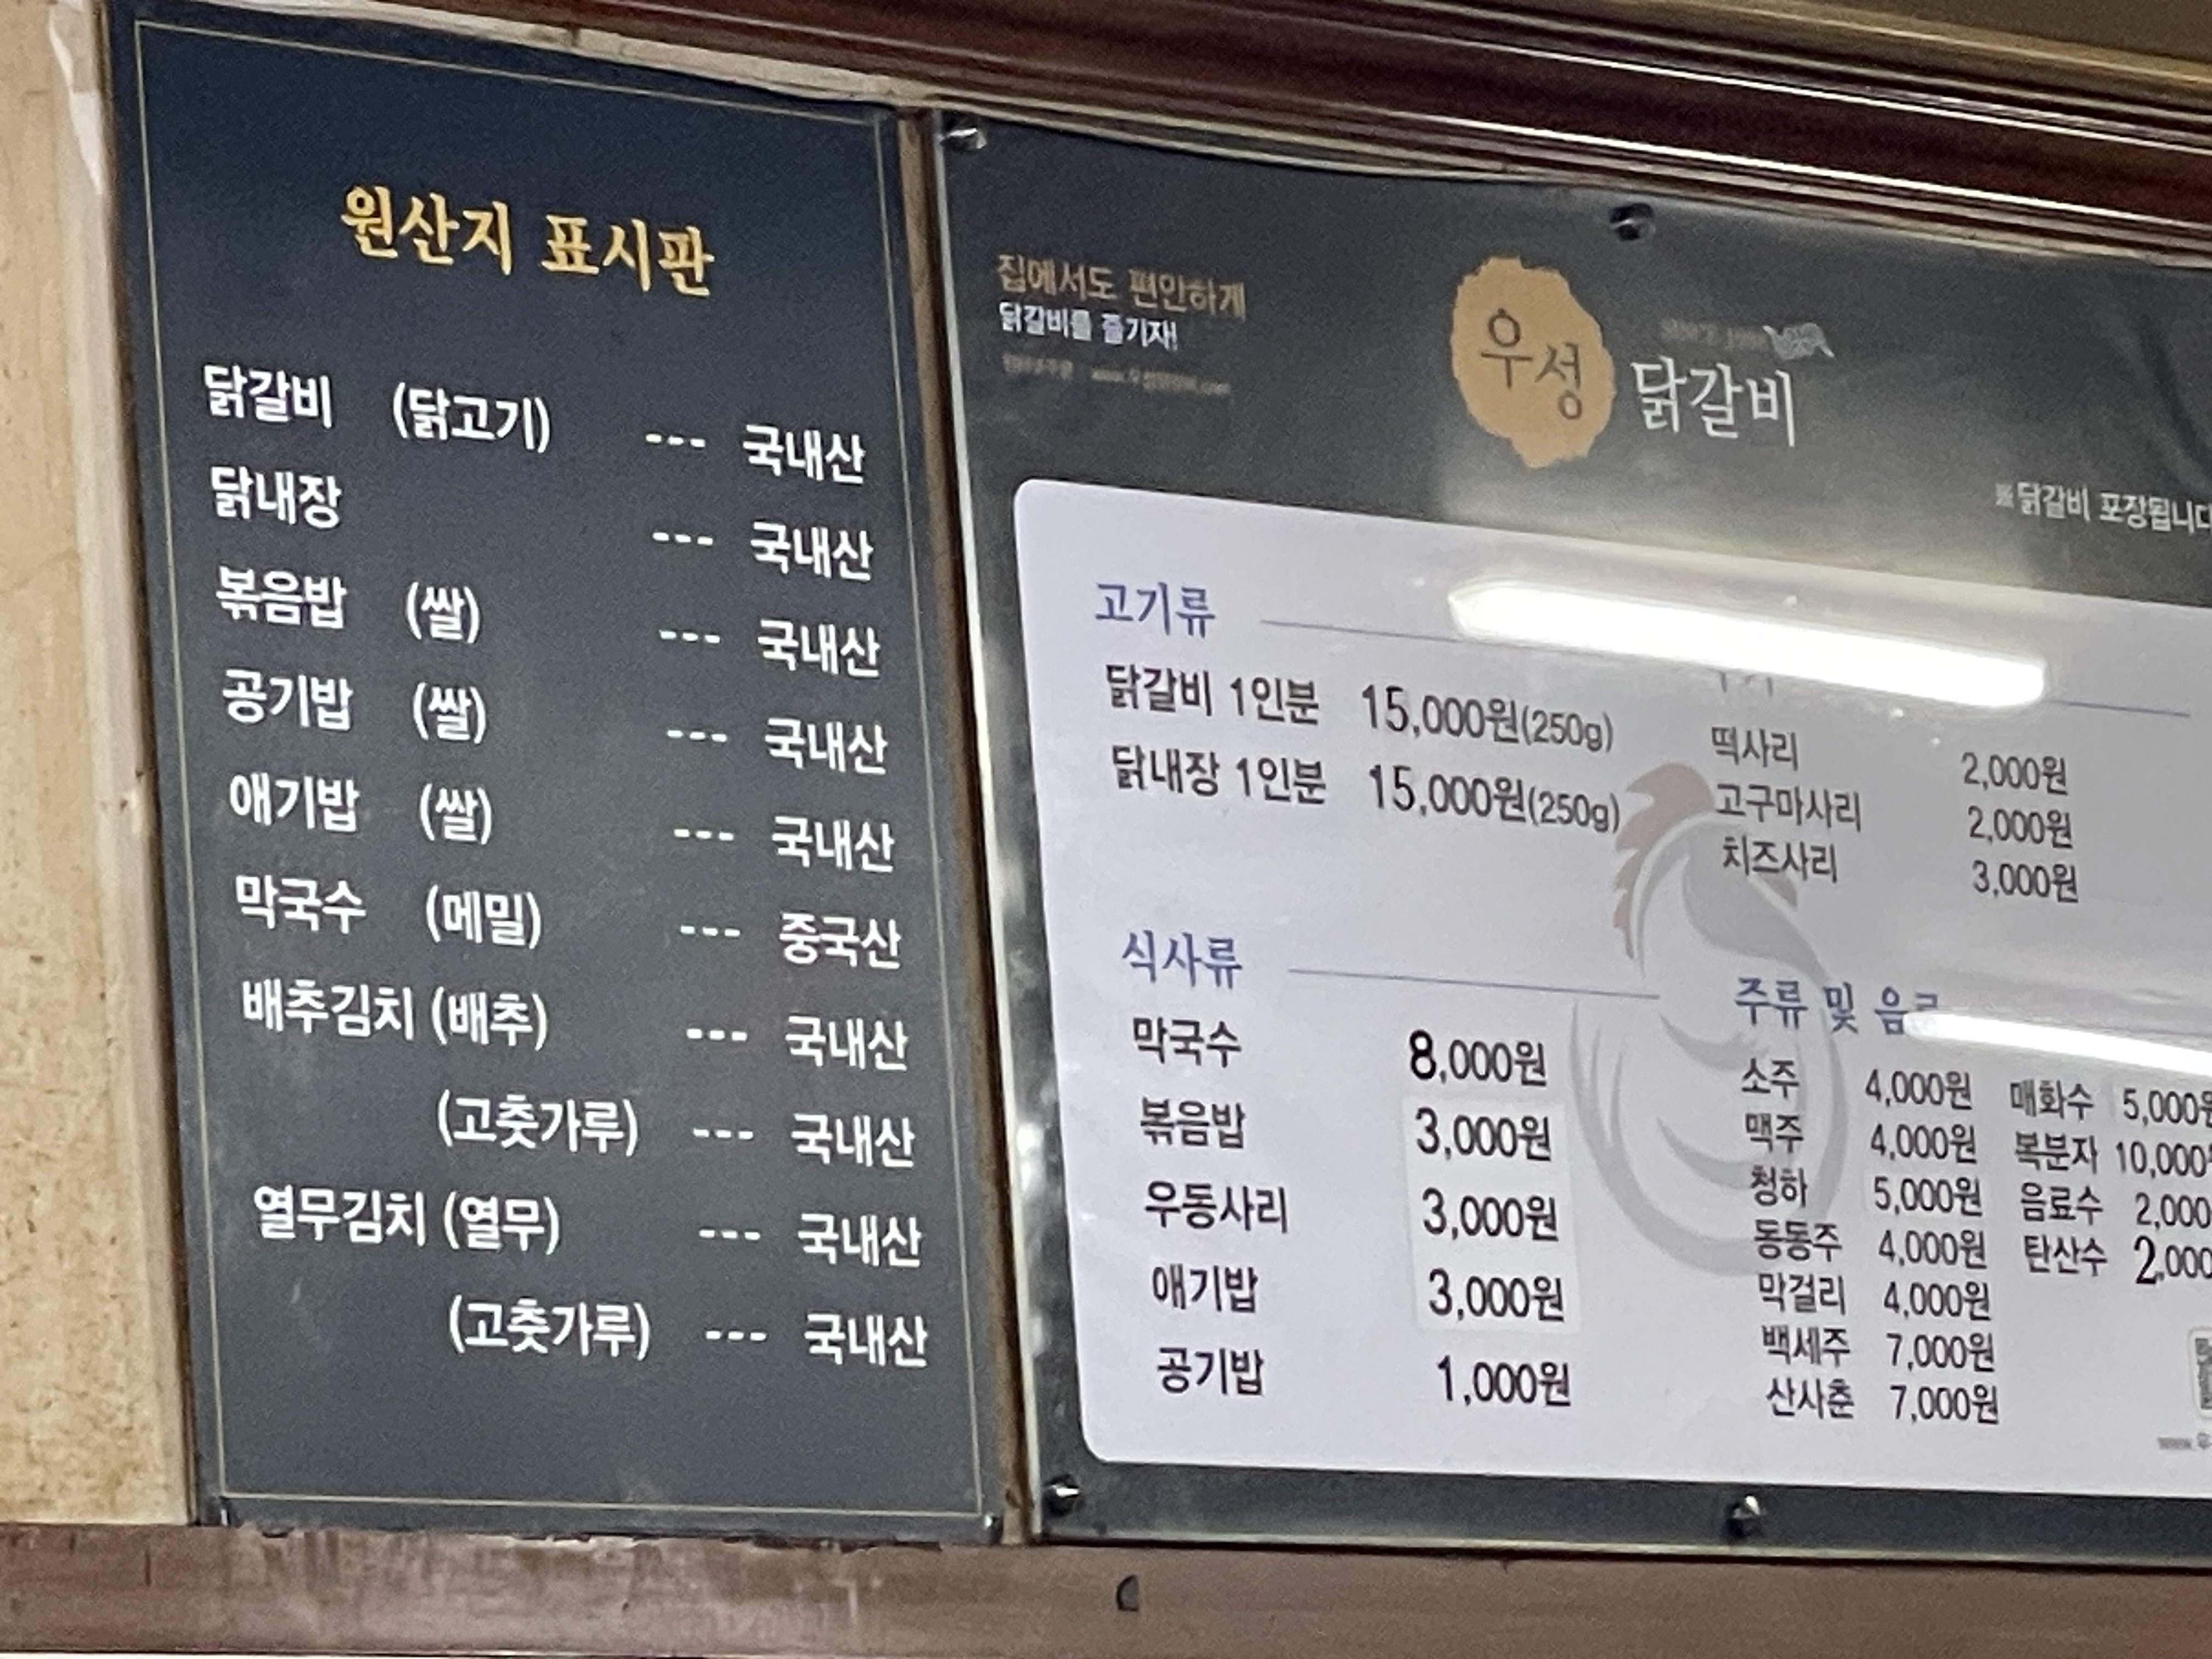 원산지 표시판
닭갈비 (닭고기) --- 국내산
닭내장 --- 국내산
볶음밥 (쌀) --- 국내산
공기밥 (쌀) --- 국내산
애기밥 (쌀) --- 국내산
막국수 (메밀) --- 중국산
배추김치 (배추) --- 국내산
(고춧가루) --- 국내산
열무김치 (열무) --- 국내산
(고춧가루) --- 국내산
집에서도 편안하게
닭갈비를 즐기자!
우성 닭갈비
※닭갈비 포장됩니다
고기류
닭갈비 1인분 15,000원(250g)
닭내장 1인분 15,000원(250g)
떡사리 2,000원
고구마사리 2,000원
치즈사리 3,000원
식사류
막국수 8,000원
볶음밥 3,000원
우동사리 3,000원
애기밥 3,000원
공기밥 1,000원
주류 및
소주 4,000원 매화수 5,000원
맥주 4,000원 복분자 10,000
청하 5,000원 음료수 2,000
동동주 4,000원 탄산수 2,000
막걸리 4,000원
백세주 7,000원
산사춘 7,000원